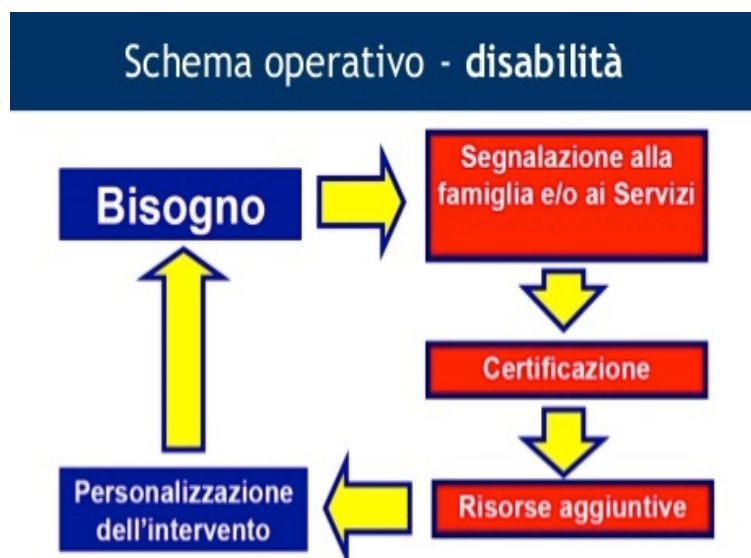 Schema operativo - disabilità
Bisogno
Segnalazione alla
famiglia e/o ai Servizi
Certificazione
Risorse aggiuntive
Personalizzazione
dell'intervento